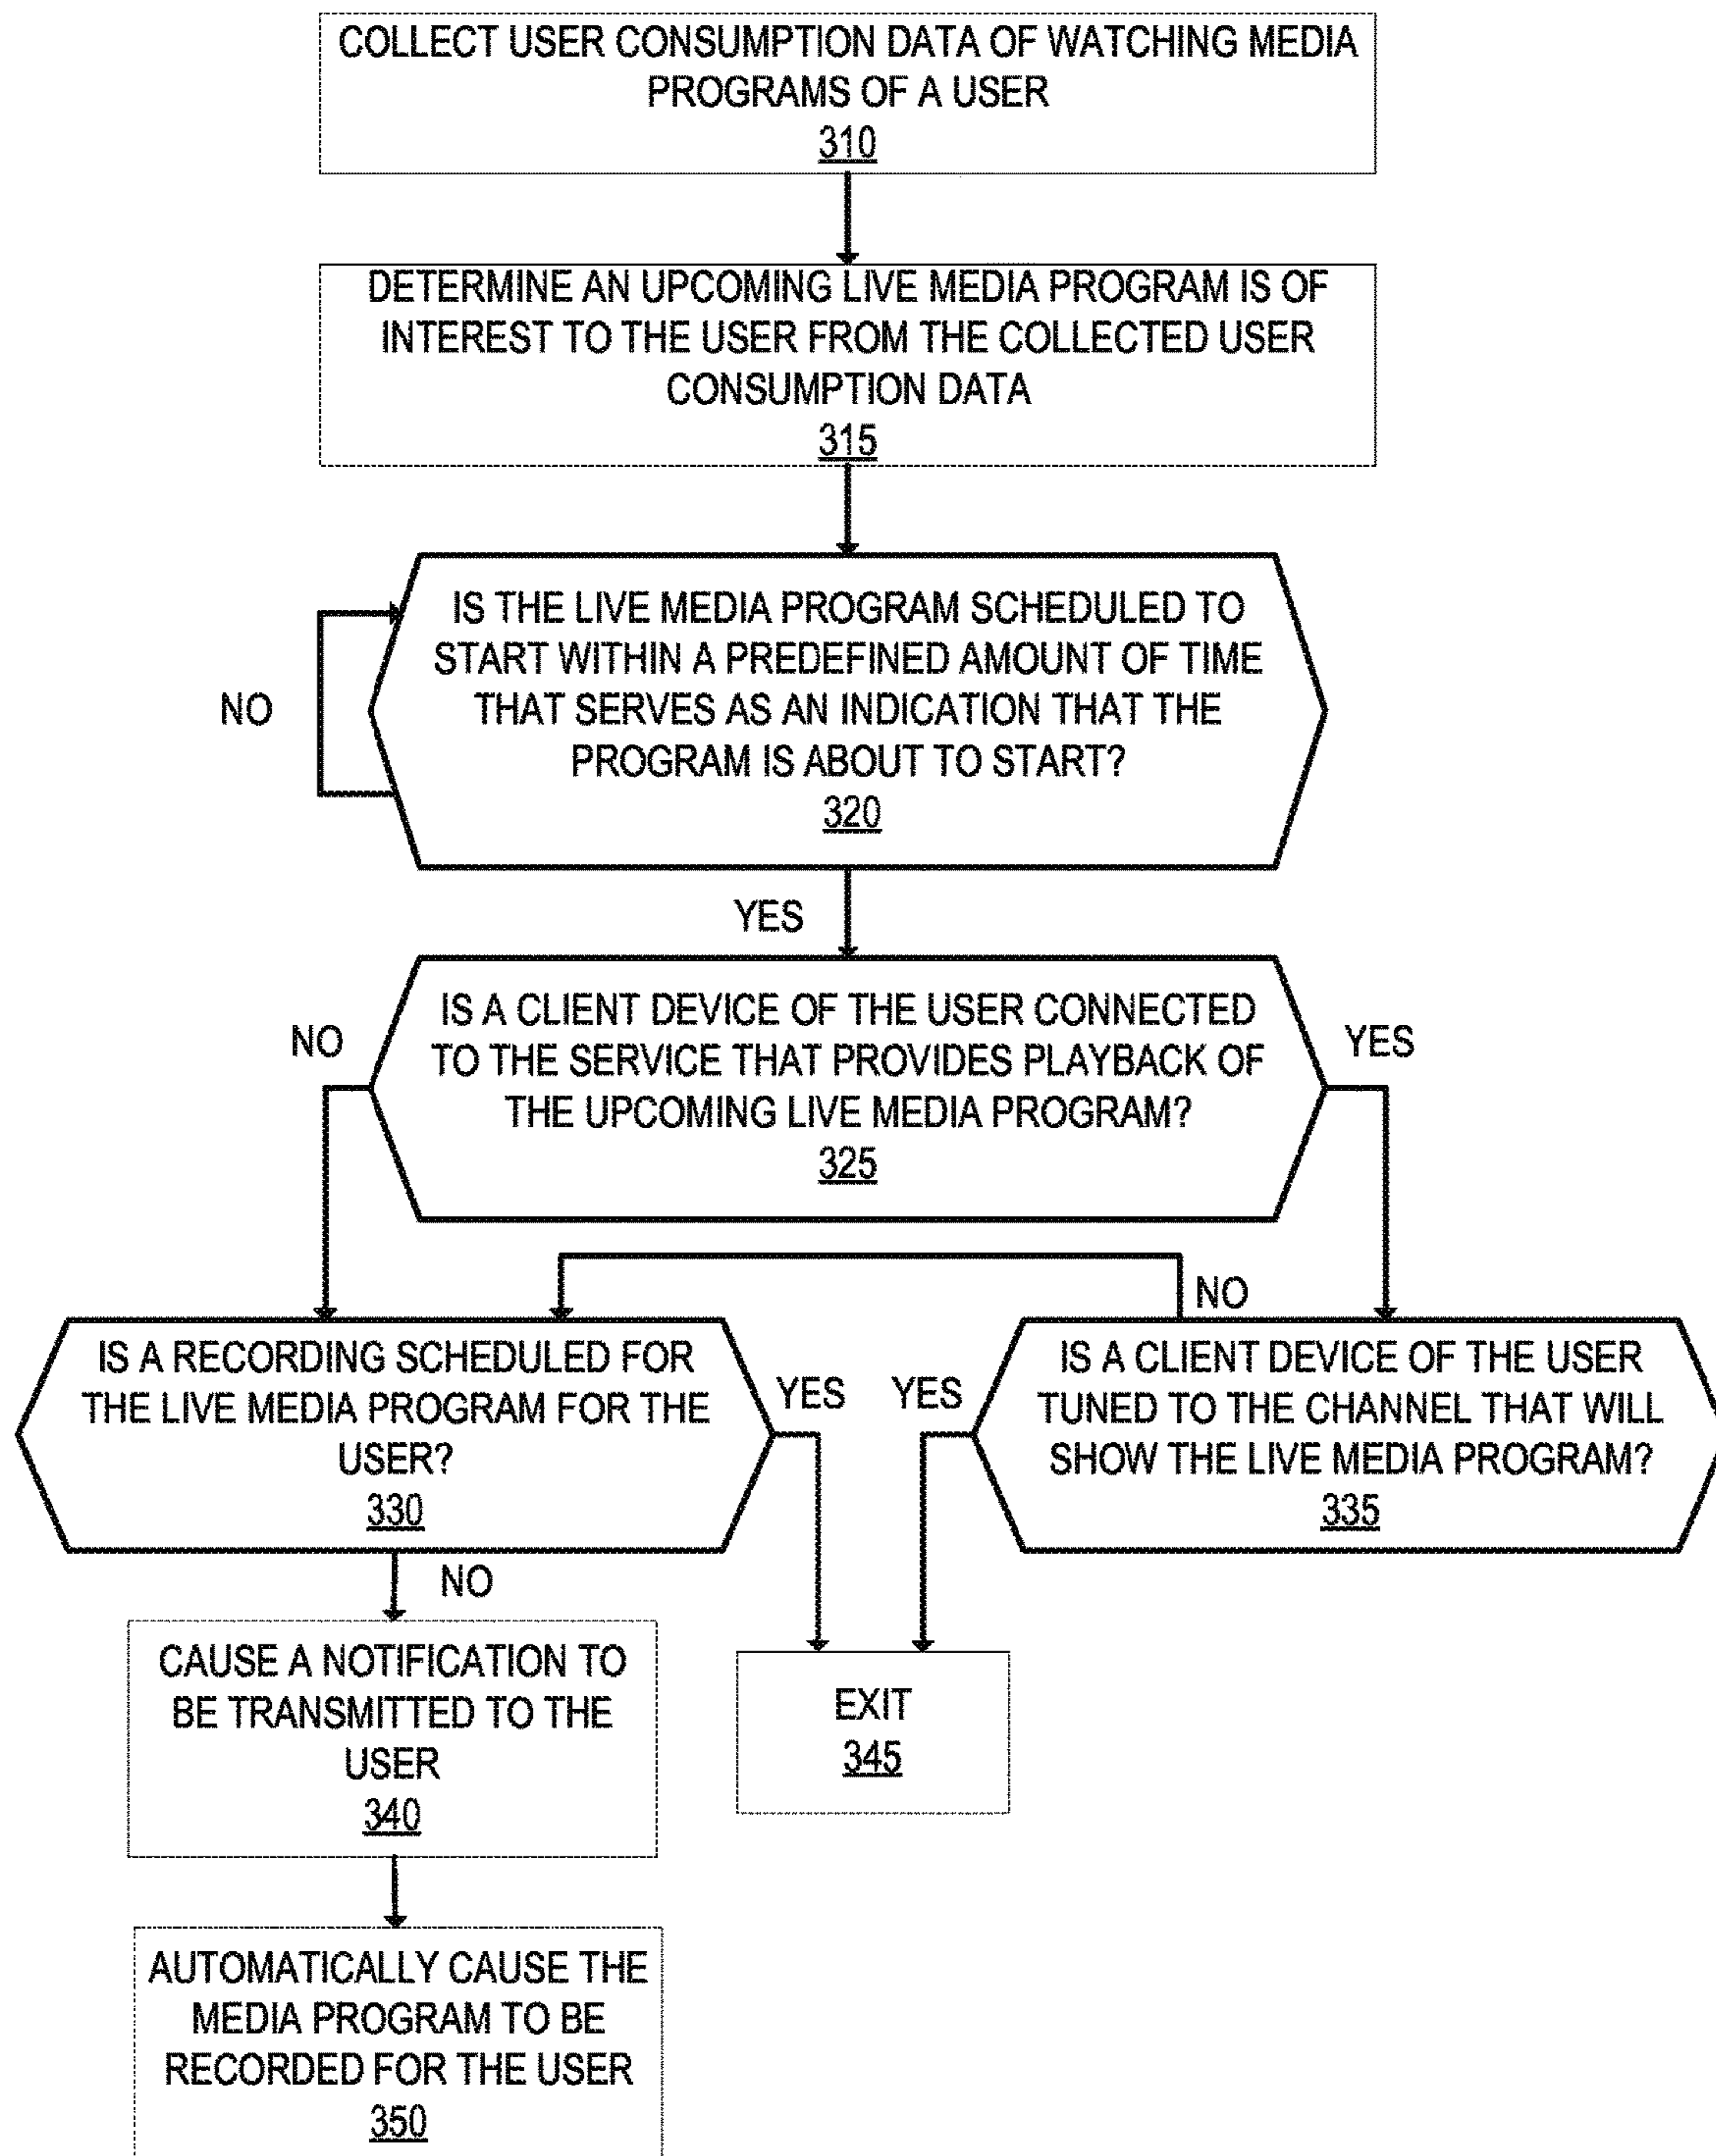 COLLECT USER CONSUMPTION DATA OF WATCHING MEDIA
PROGRAMS OF A USER
310
DETERMINE AN UPCOMING LIVE MEDIA PROGRAM IS OF
INTEREST TO THE USER FROM THE COLLECTED USER
CONSUMPTION DATA
315
IS THE LIVE MEDIA PROGRAM SCHEDULED TO
START WITHIN A PREDEFINED AMOUNT OF TIME
THAT SERVES AS AN INDICATION THAT THE
PROGRAM IS ABOUT TO START?
320
NO
YES
IS A CLIENT DEVICE OF THE USER CONNECTED
TO THE SERVICE THAT PROVIDES PLAYBACK OF
THE UPCOMING LIVE MEDIA PROGRAM?
325
NO
YES
NO
IS A RECORDING SCHEDULED FOR
THE LIVE MEDIA PROGRAM FOR THE
USER?
330
YES
YES
IS A CLIENT DEVICE OF THE USER
TUNED TO THE CHANNEL THAT WILL
SHOW THE LIVE MEDIA PROGRAM?
335
NO
CAUSE A NOTIFICATION TO
BE TRANSMITTED TO THE
USER
340
EXIT
345
AUTOMATICALLY CAUSE THE
MEDIA PROGRAM TO BE
RECORDED FOR THE USER
350